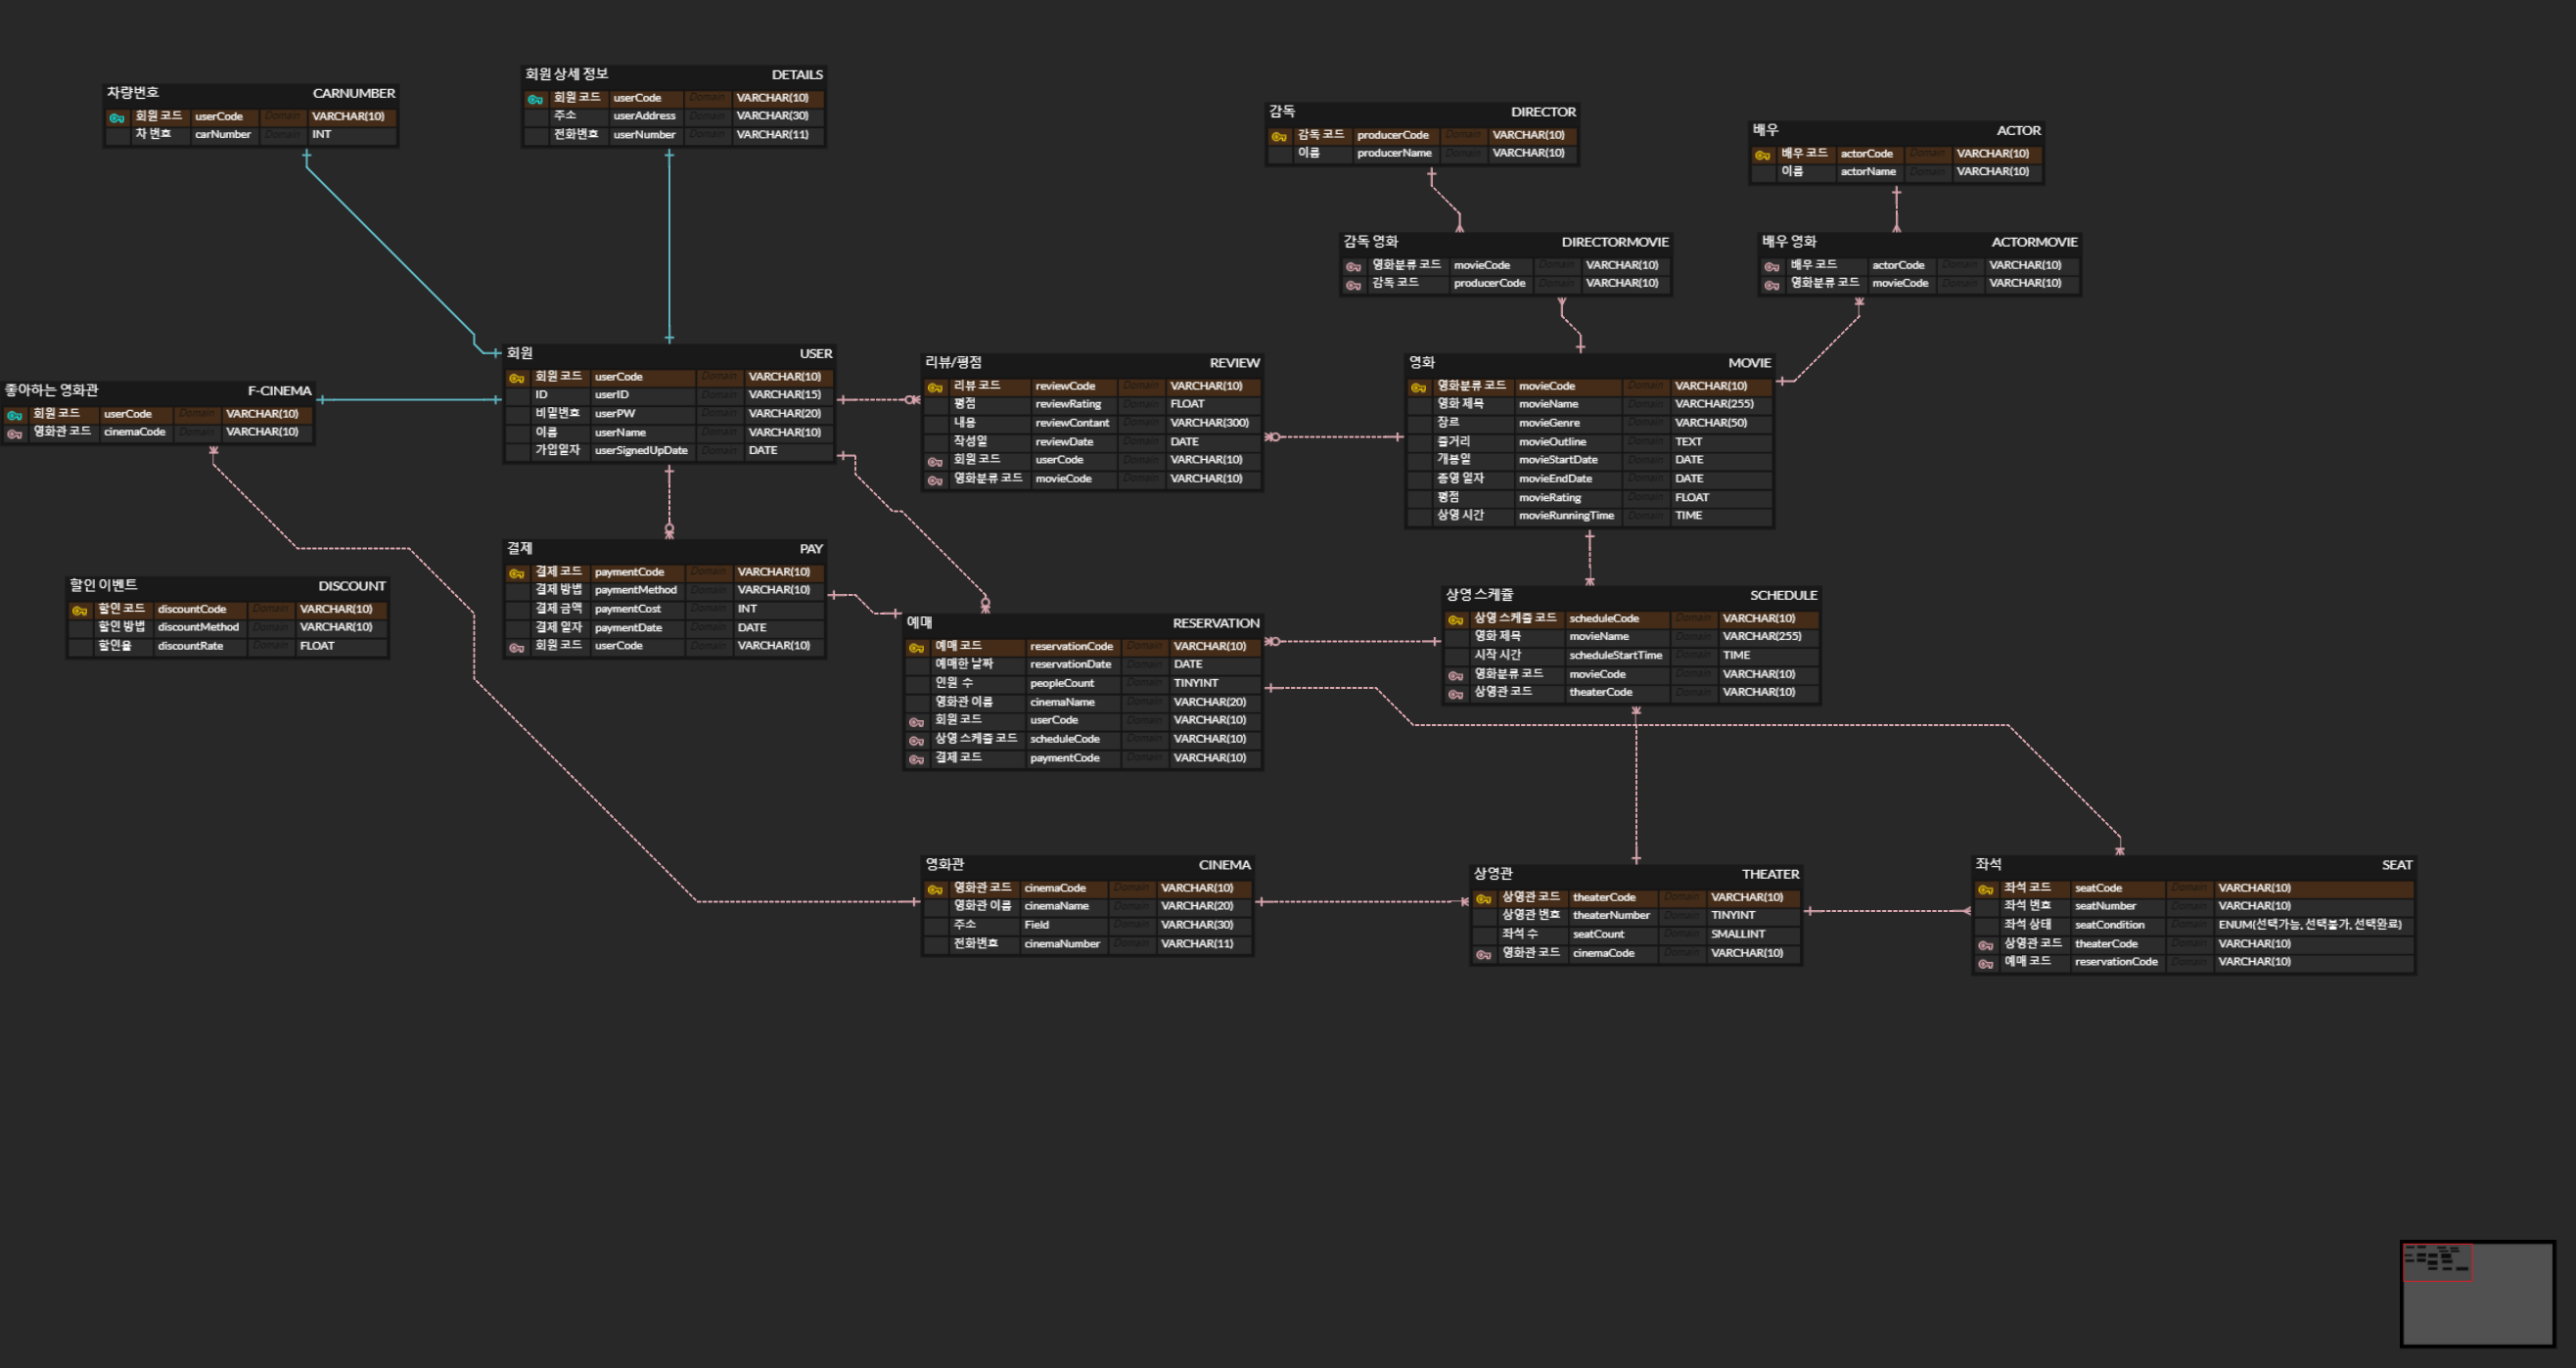 차량번호 CARNUMBER
회원 코드 userCode Domain VARCHAR(10)
차 번호 carNumber Domain INT
회원 상세 정보 DETAILS
회원 코드 userCode Domain VARCHAR(10)
주소 userAddress Domain VARCHAR(30)
전화번호 userNumber Domain VARCHAR(11)
감독 DIRECTOR
감독 코드 producerCode Domain VARCHAR(10)
이름 producerName Domain VARCHAR(10)
배우 ACTOR
배우 코드 actorCode Domain VARCHAR(10)
이름 actorName Domain VARCHAR(10)
감독 영화 DIRECTORMOVIE
영화분류 코드 movieCode Domain VARCHAR(10)
감독 코드 producerCode Domain VARCHAR(10)
배우 영화 ACTORMOVIE
배우 코드 actorCode Domain VARCHAR(10)
영화분류 코드 movieCode Domain VARCHAR(10)
좋아하는 영화관 F-CINEMA
회원 코드 userCode Domain VARCHAR(10)
영화관 코드 cinemaCode Domain VARCHAR(10)
회원 USER
회원 코드 userCode Domain VARCHAR(10)
ID userID Domain VARCHAR(15)
비밀번호 userPW Domain VARCHAR(20)
이름 userName Domain VARCHAR(10)
가입일자 userSignedUpDate Domain DATE
리뷰/평점 REVIEW
리뷰 코드 reviewCode Domain VARCHAR(10)
평점 reviewRating Domain FLOAT
내용 reviewContant Domain VARCHAR(300)
작성일 reviewDate Domain DATE
회원 코드 userCode Domain VARCHAR(10)
영화분류 코드 movieCode Domain VARCHAR(10)
영화 MOVIE
영화분류 코드 movieCode Domain VARCHAR(10)
영화 제목 movieName Domain VARCHAR(255)
장르 movieGenre Domain VARCHAR(50)
줄거리 movieOutline Domain TEXT
개봉일 movieStartDate Domain DATE
종영 일자 movieEndDate Domain DATE
평점 movieRating Domain FLOAT
상영 시간 movieRunningTime Domain TIME
할인 이벤트 DISCOUNT
할인 코드 discountCode Domain VARCHAR(10)
할인 방법 discountMethod Domain VARCHAR(10)
할인율 discountRate Domain FLOAT
결제 PAY
결제 코드 paymentCode Domain VARCHAR(10)
결제 방법 paymentMethod Domain VARCHAR(10)
결제 금액 paymentCost Domain INT
결제 일자 paymentDate Domain DATE
회원 코드 userCode Domain VARCHAR(10)
예매 RESERVATION
예매 코드 reservationCode Domain VARCHAR(10)
예매한 날짜 reservationDate Domain DATE
인원 수 peopleCount Domain TINYINT
영화관 이름 cinemaName Domain VARCHAR(20)
회원 코드 userCode Domain VARCHAR(10)
상영 스케쥴 코드 scheduleCode Domain VARCHAR(10)
결제 코드 paymentCode Domain VARCHAR(10)
상영 스케쥴 SCHEDULE
상영 스케쥴 코드 scheduleCode Domain VARCHAR(10)
영화 제목 movieName Domain VARCHAR(255)
시작 시간 scheduleStartTime Domain TIME
영화분류 코드 movieCode Domain VARCHAR(10)
상영관 코드 theaterCode Domain VARCHAR(10)
영화관 CINEMA
영화관 코드 cinemaCode Domain VARCHAR(10)
영화관 이름 cinemaName Domain VARCHAR(20)
주소 Field Domain VARCHAR(30)
전화번호 cinemaNumber Domain VARCHAR(11)
상영관 THEATER
상영관 코드 theaterCode Domain VARCHAR(10)
상영관 번호 theaterNumber Domain TINYINT
좌석 수 seatCount Domain SMALLINT
영화관 코드 cinemaCode Domain VARCHAR(10)
좌석 SEAT
좌석 코드 seatCode Domain VARCHAR(10)
좌석 번호 seatNumber Domain VARCHAR(10)
좌석 상태 seatCondition Domain ENUM(선택가능, 선택불가, 선택완료)
상영관 코드 theaterCode Domain VARCHAR(10)
예매 코드 reservationCode Domain VARCHAR(10)